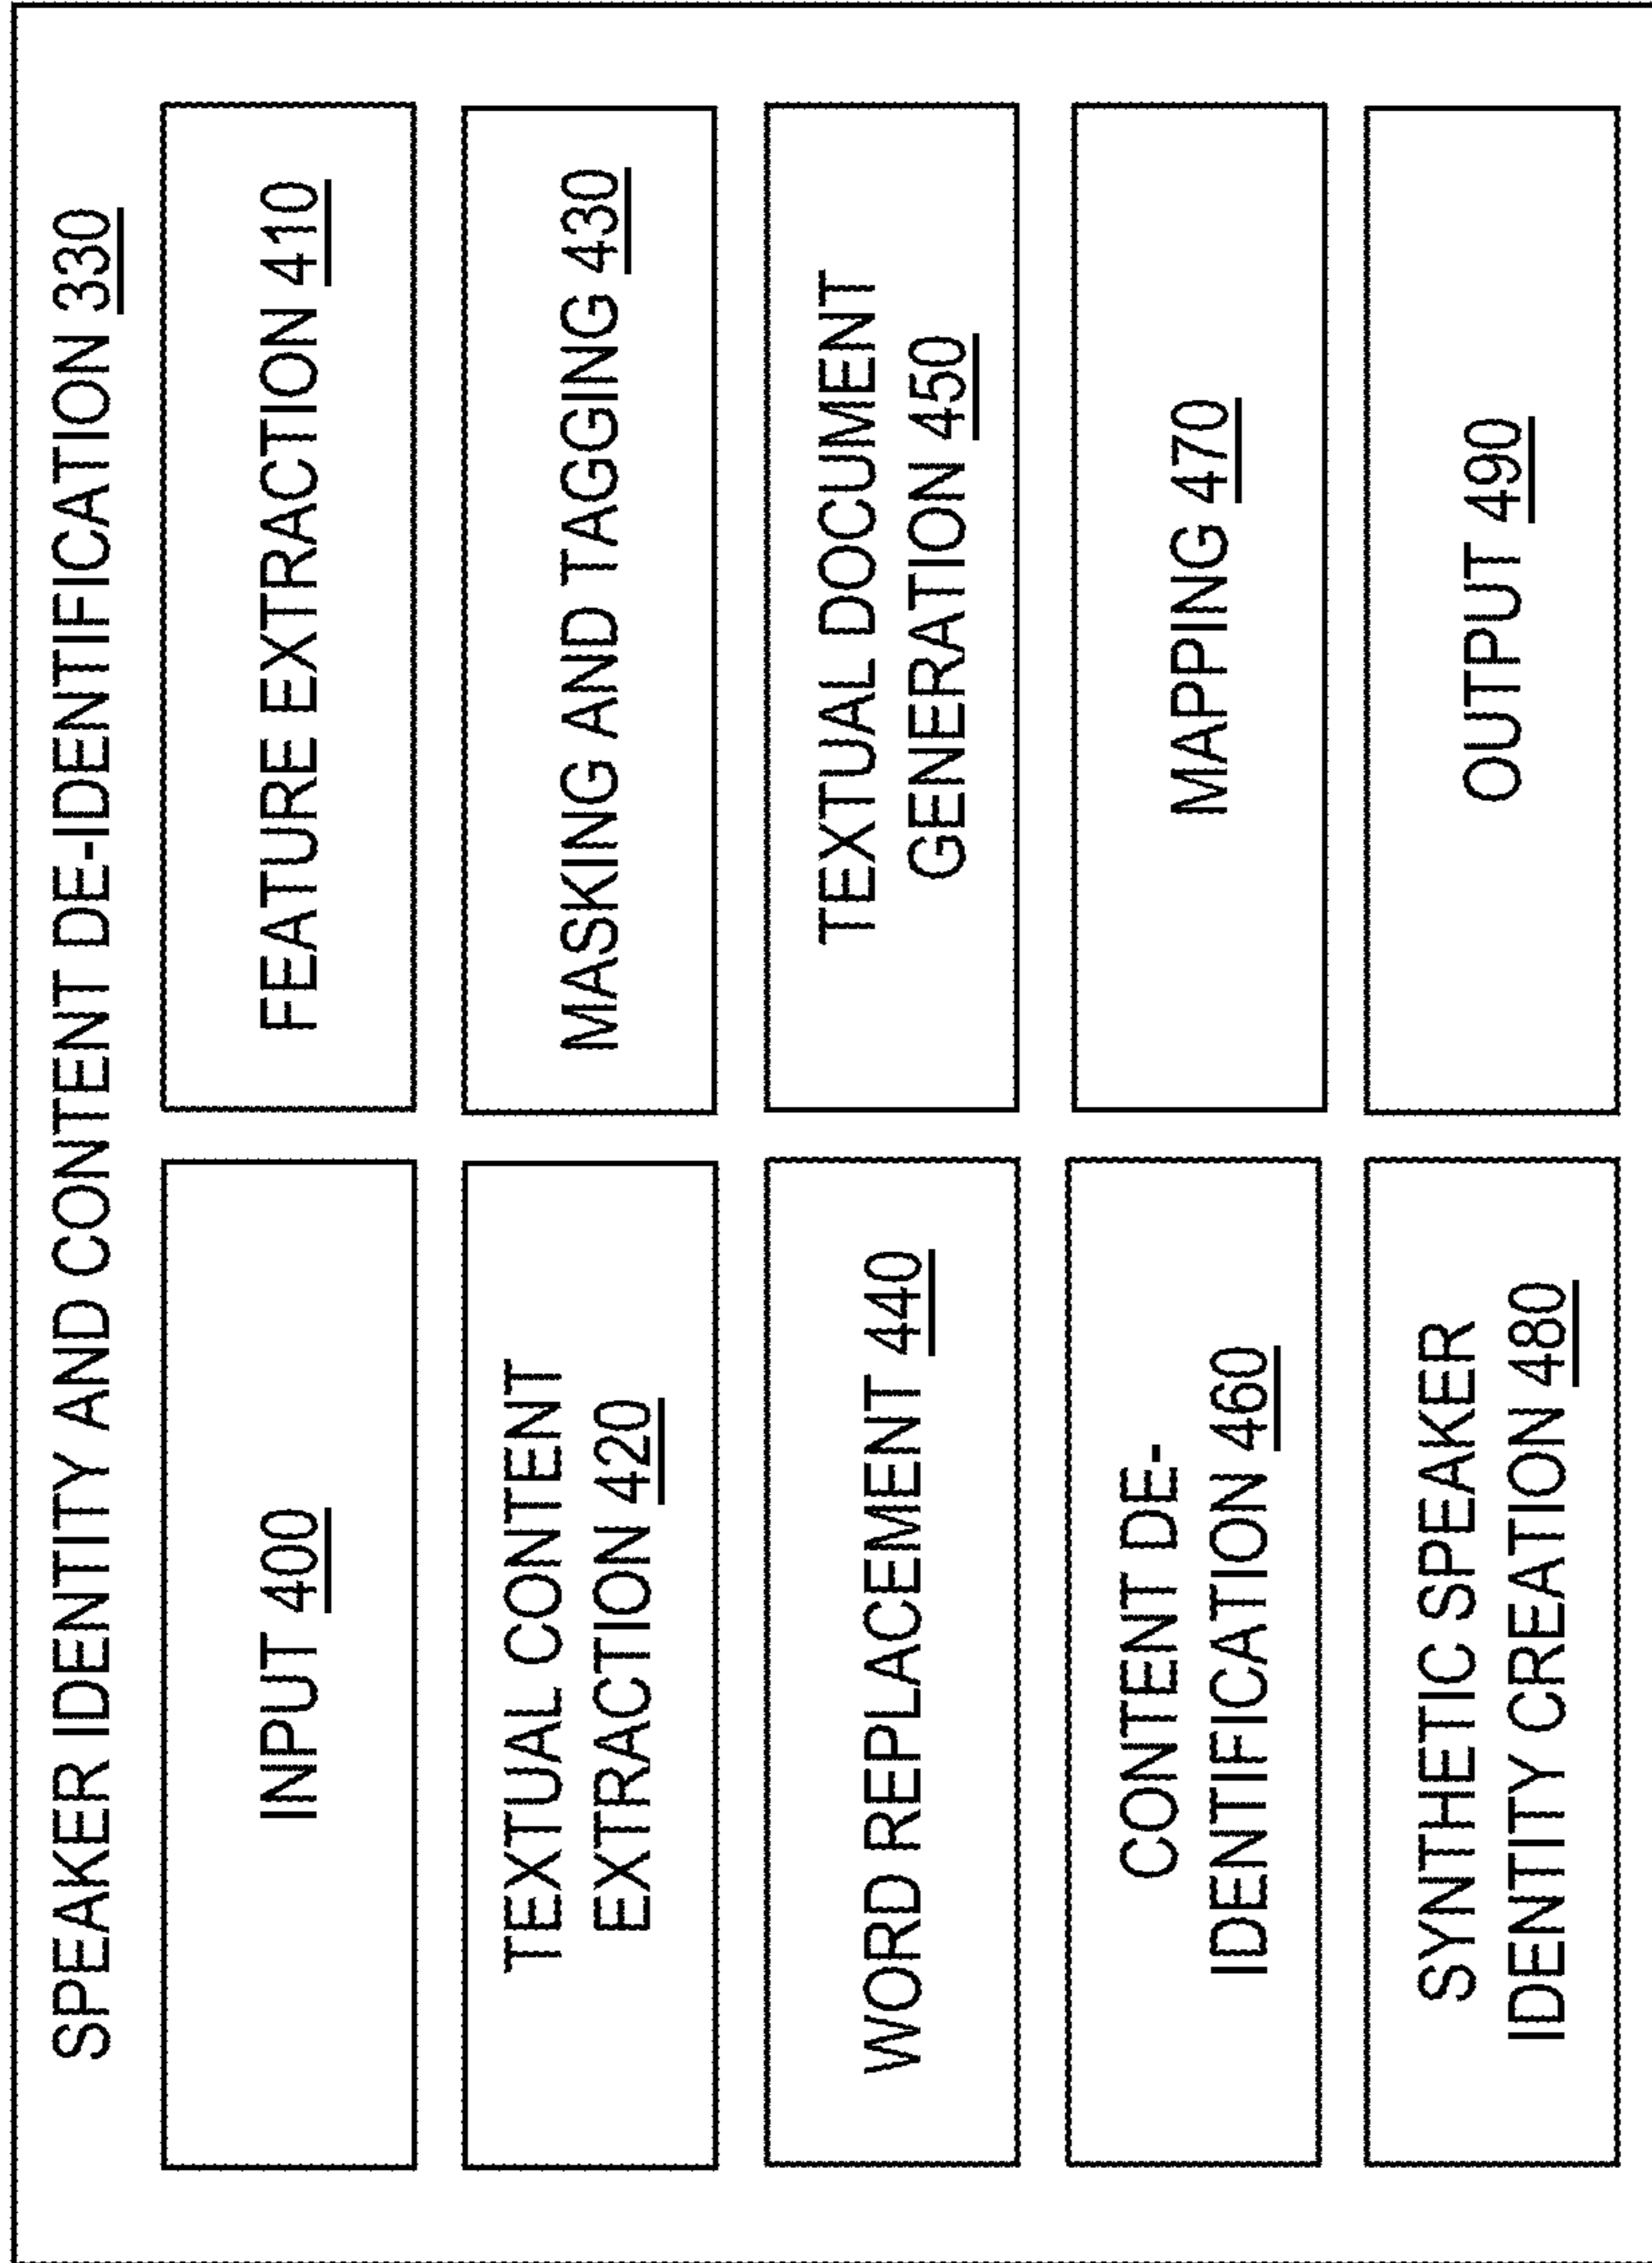 SPEAKER IDENTITY AND CONTENT DE-IDENTIFICATION 330
INPUT 400
FEATURE EXTRACTION 410
TEXTUAL CONTENT
EXTRACTION 420
MASKING AND TAGGING 430
WORD REPLACEMENT 440
TEXTUAL DOCUMENT
GENERATION 450
CONTENT DE-
IDENTIFICATION 460
MAPPING 470
SYNTHETIC SPEAKER
IDENTITY CREATION 480
OUTPUT 490